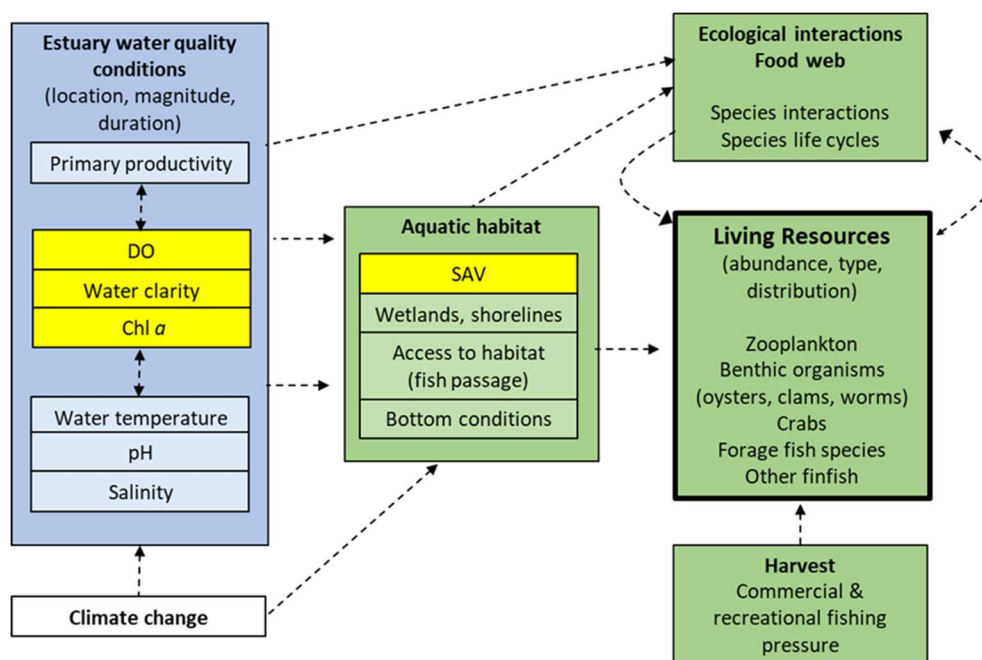 Estuary water quality
conditions
(location, magnitude,
duration)
Primary productivity
DO
Water clarity
Chl a
Water temperature
pH
Salinity
Climate change
Aquatic habitat
SAV
Wetlands, shorelines
Access to habitat
(fish passage)
Bottom conditions
Ecological interactions
Food web
Species interactions
Species life cycles
Living Resources
(abundance, type,
distribution)
Zooplankton
Benthic organisms
(oysters, clams, worms)
Crabs
Forage fish species
Other finfish
Harvest
Commercial &
recreational fishing
pressure